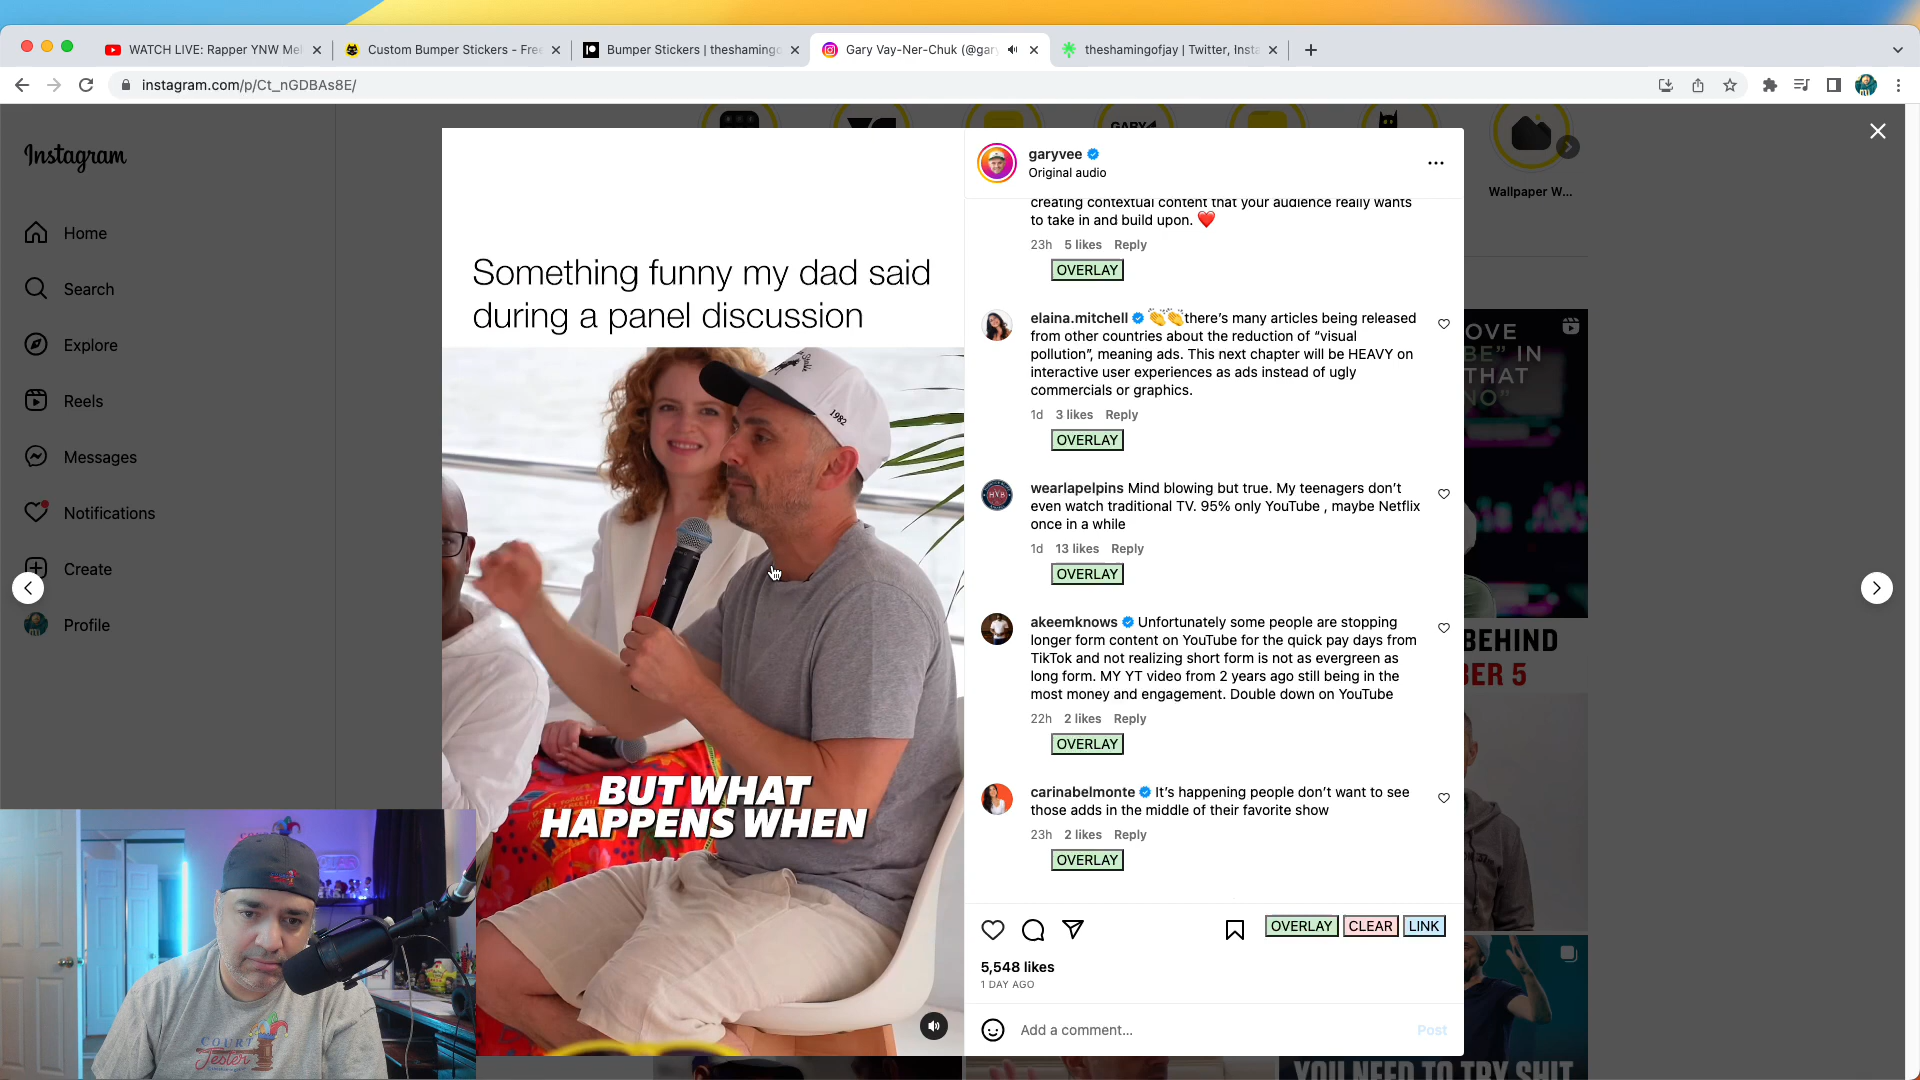 WATCH LIVE: Rapper YNW Me
Custom Bumper Stickers - Free
Bumper Stickers | theshamingo
Gary Vay-Ner-Chuk (@gary
theshamingofjay | Twitter, Insta
instagram.com/p/Ct_nGDBAs8E/
Instagram
Home
Search
Explore
Reels
Messages
Notifications
Create
Profile
Something funny my dad said
during a panel discussion
1982
BUT WHAT
HAPPENS WHEN
COURT
Jester
garyvee
Original audio
creating contextual content that your audience really wants
to take in and build upon. ❤️
23h 5 likes Reply
OVERLAY
elaina.mitchell 👏👏there’s many articles being released
from other countries about the reduction of “visual
pollution”, meaning ads. This next chapter will be HEAVY on
interactive user experiences as ads instead of ugly
commercials or graphics.
1d 3 likes Reply
OVERLAY
wearlapelpins Mind blowing but true. My teenagers don’t
even watch traditional TV. 95% only YouTube , maybe Netflix
once in a while
1d 13 likes Reply
OVERLAY
akeemknows Unfortunately some people are stopping
longer form content on YouTube for the quick pay days from
TikTok and not realizing short form is not as evergreen as
long form. MY YT video from 2 years ago still being in the
most money and engagement. Double down on YouTube
22h 2 likes Reply
OVERLAY
carinabelmonte It’s happening people don’t want to see
those adds in the middle of their favorite show
23h 2 likes Reply
OVERLAY
OVERLAY CLEAR LINK
5,548 likes
1 DAY AGO
Add a comment...
Post
Wallpaper W...
OVE
BE” IN
THAT
NO”
BEHIND
BER 5
YOU NEED TO TRY SHIT